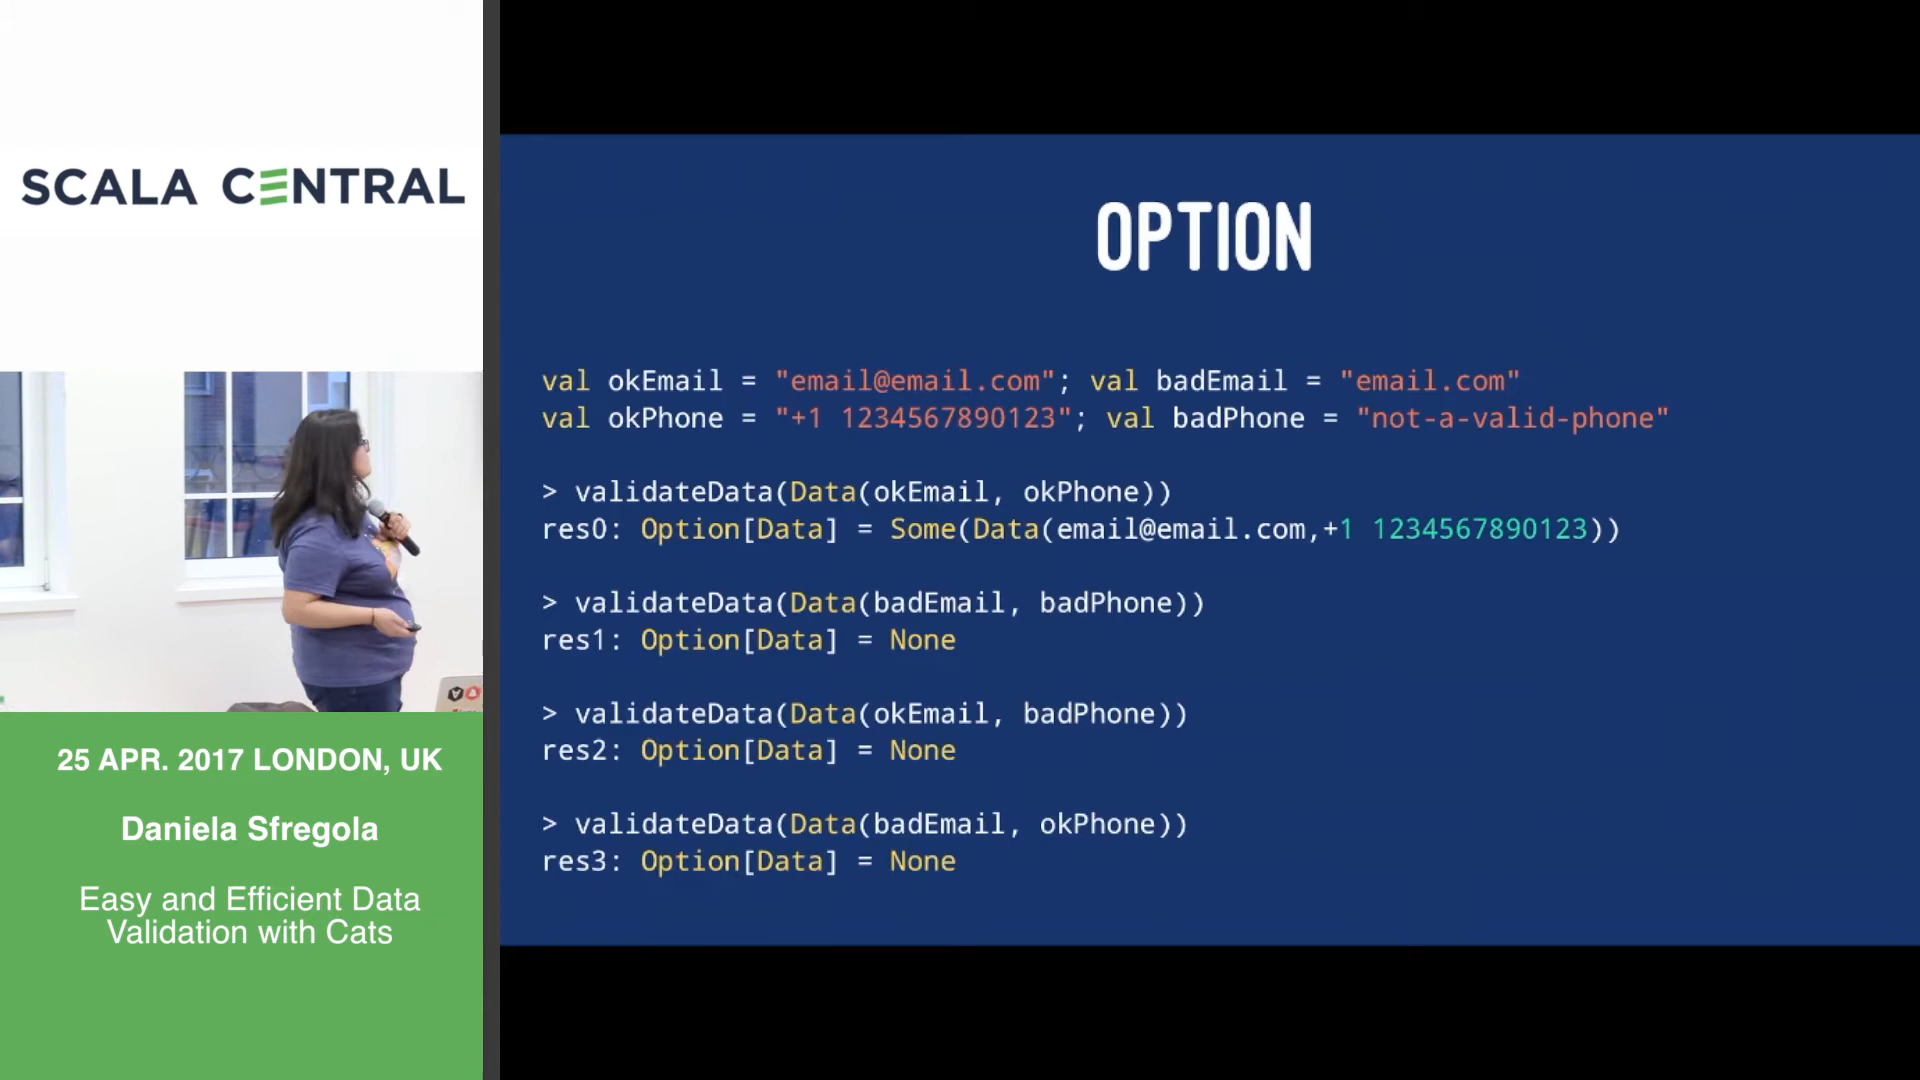 SCALA CENTRAL
25 APR. 2017 LONDON, UK
Daniela Sfregola
Easy and Efficient Data
Validation with Cats
OPTION
val okEmail = "email@email.com"; val badEmail = "email.com"
val okPhone = "+1 1234567890123"; val badPhone = "not-a-valid-phone"
> validateData(Data(okEmail, okPhone))
res0: Option[Data] = Some(Data(email@email.com,+1 1234567890123))
> validateData(Data(badEmail, badPhone))
res1: Option[Data] = None
> validateData(Data(okEmail, badPhone))
res2: Option[Data] = None
> validateData(Data(badEmail, okPhone))
res3: Option[Data] = None